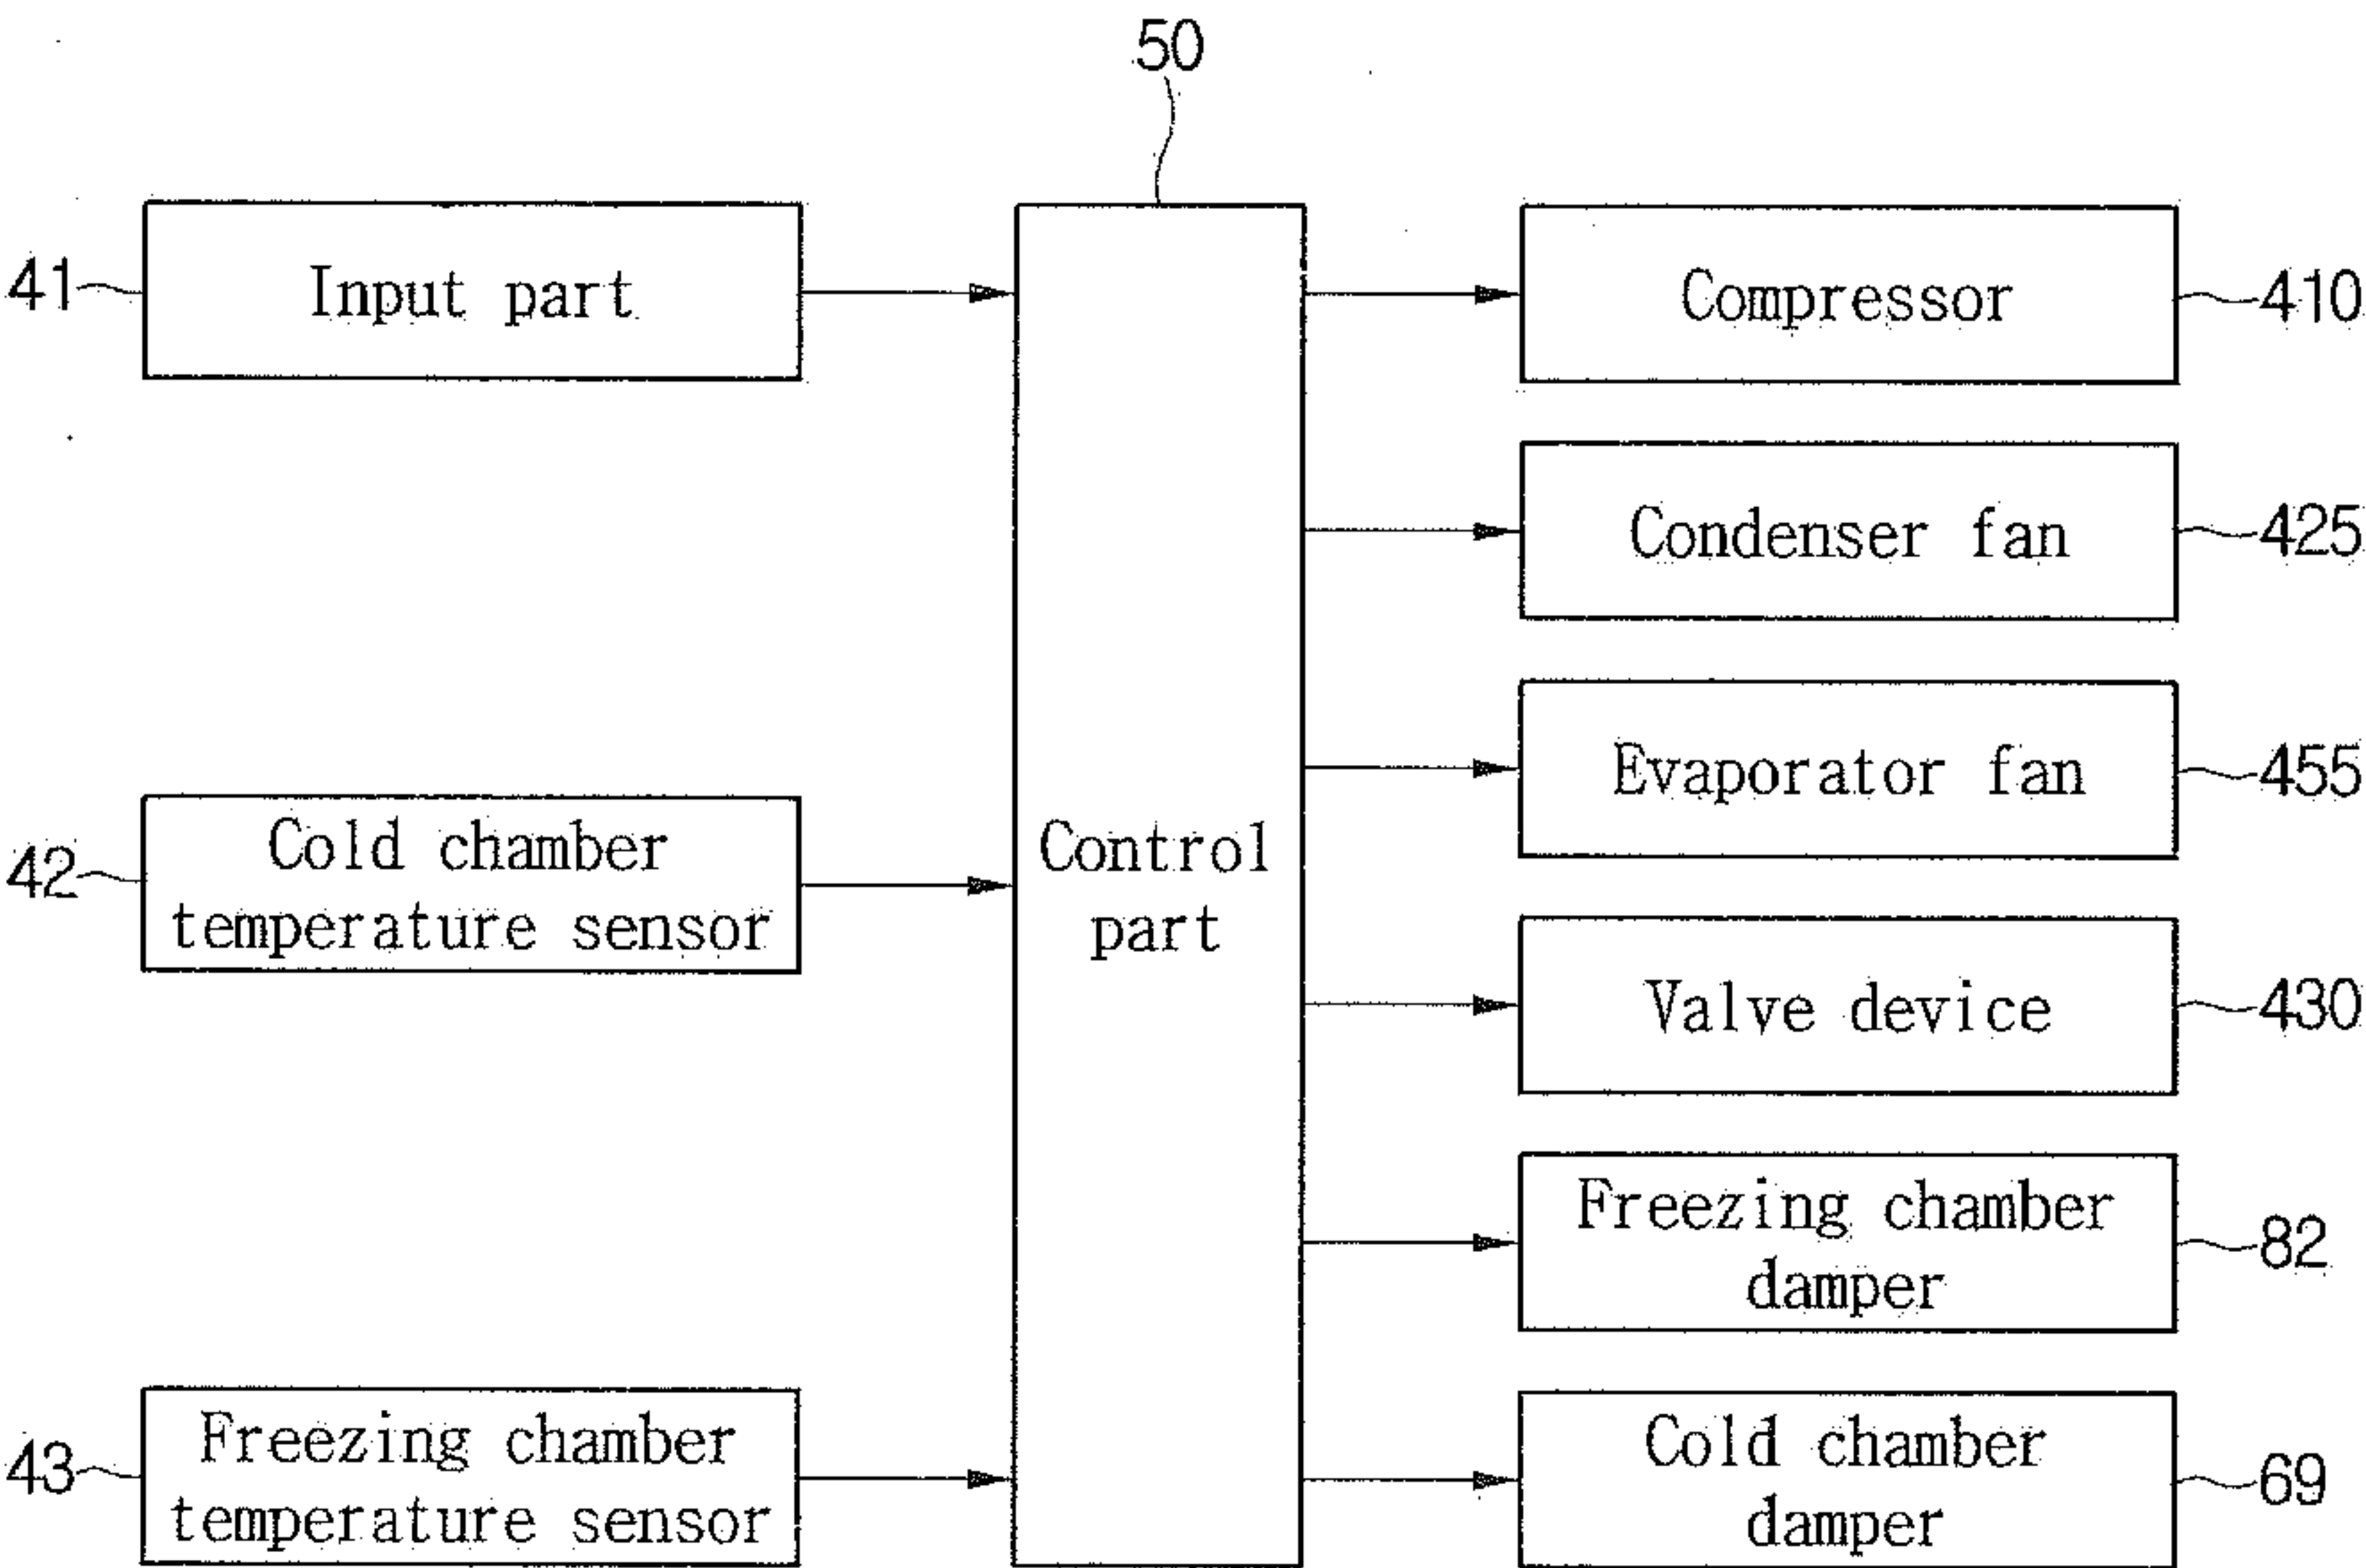 50
41
Input part
Compressor
410
Condenser fan
425
Evaporator fan
455
42
Cold chamber
temperature sensor
Control
part
Valve device
430
Freezing chamber
damper
82
43
Freezing chamber
temperature sensor
Cold chamber
damper
69